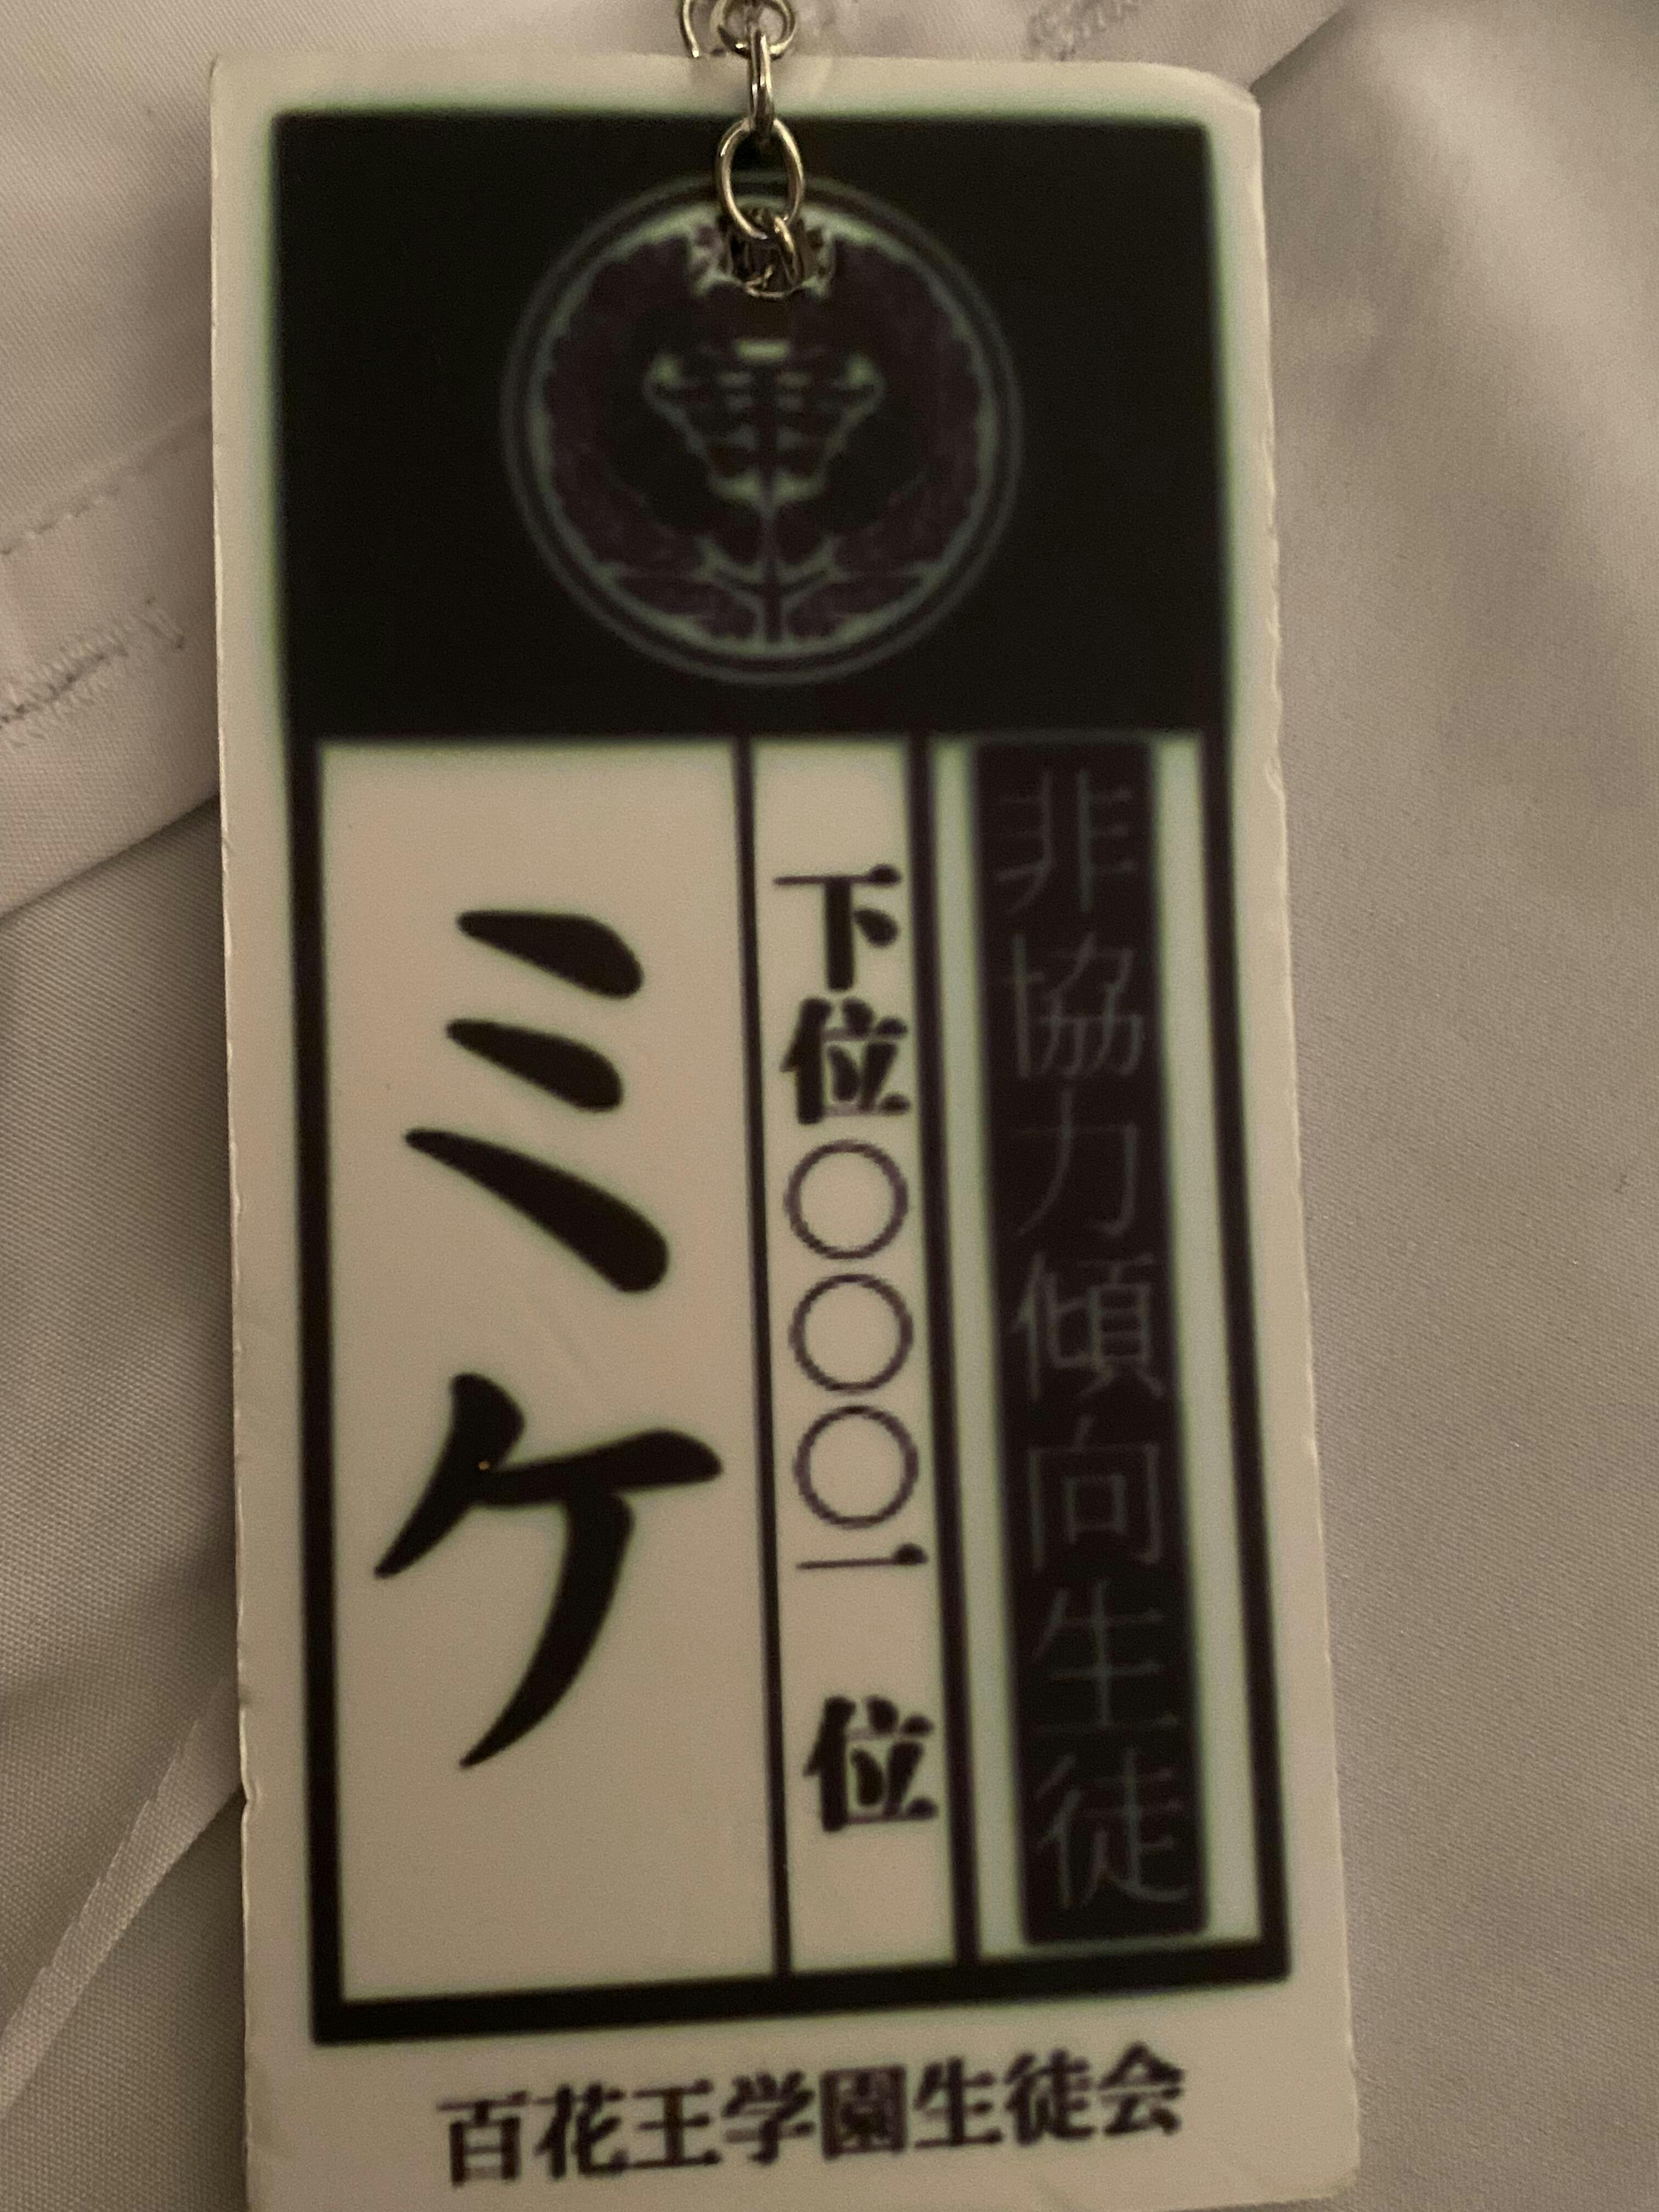 非協力傾向生徒
下位〇〇〇一 位
ミケ
百花王学園生徒会